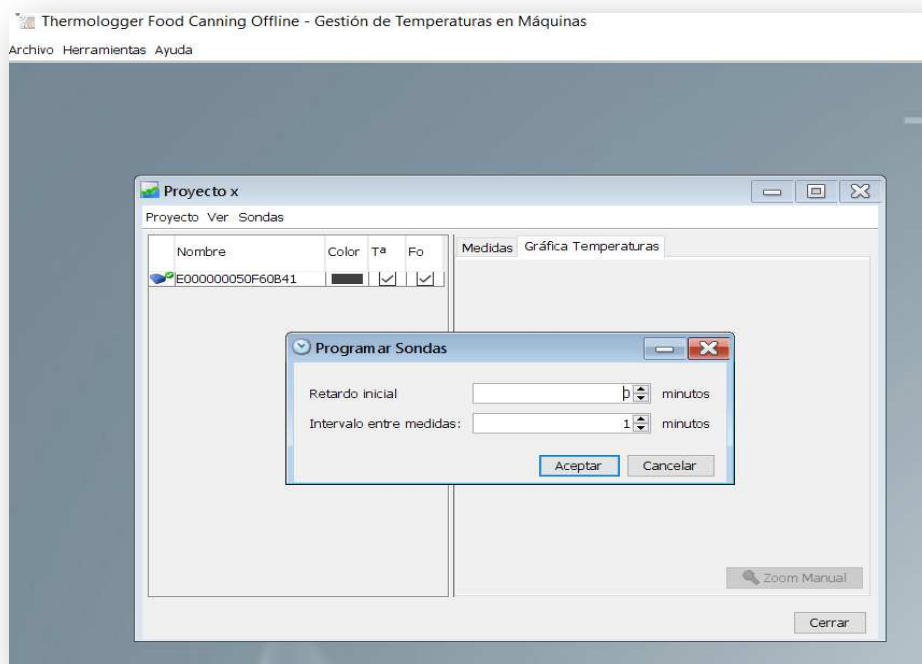 Thermologger Food Canning Offline - Gestión de Temperaturas en Máquinas
Archivo Herramientas Ayuda
Proyecto x
Proyecto Ver Sondas
Nombre Color Tª Fo
E000000050F60B41
Medidas Gráfica Temperaturas
Programar Sondas
Retardo inicial 0 minutos
Intervalo entre medidas: 1 minutos
Aceptar Cancelar
Zoom Manual
Cerrar